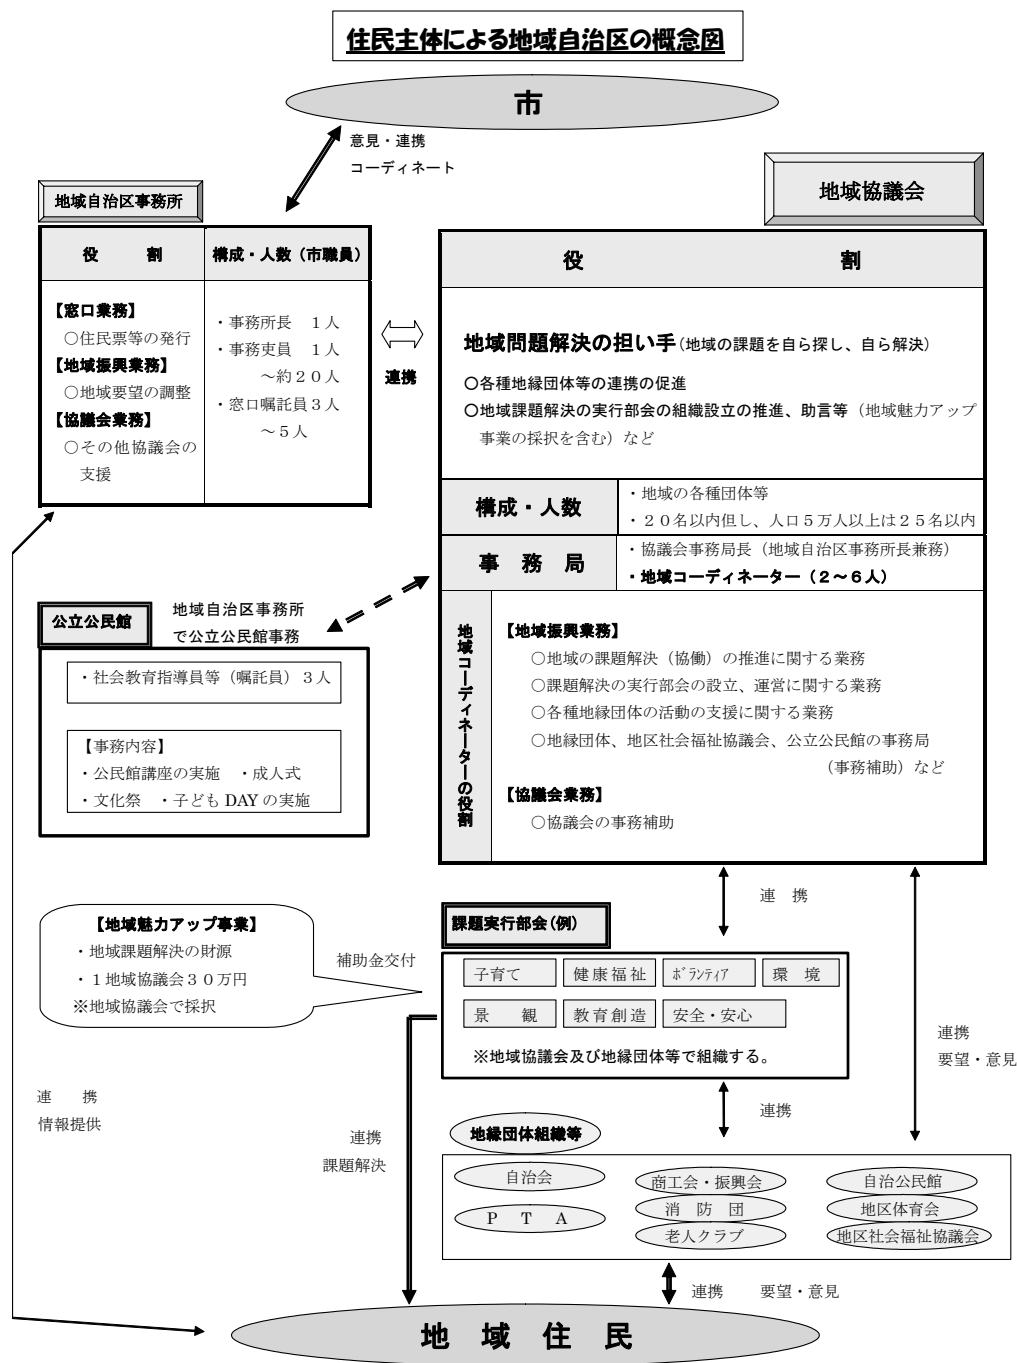 住民主体による地域自治区の概念図
市
意見・連携
コーディネート
地域自治区事務所
役　割
構成・人数（市職員）
【窓口業務】
○住民票等の発行
【地域振興業務】
○地域要望の調整
【協議会業務】
○その他協議会の
支援
・事務所長　１人
・事務吏員　１人
～約２０人
・窓口嘱託員３人
～５人
連携
地域協議会
役　割
地域問題解決の担い手（地域の課題を自ら探し、自ら解決）
○各種地縁団体等の連携の促進
○地域課題解決の実行部会の組織設立の推進、助言等（地域魅力アップ
事業の採択を含む）など
構成・人数
・地域の各種団体等
・２０名以内但し、人口５万人以上は２５名以内
事　務　局
・協議会事務局長（地域自治区事務所長兼務）
・地域コーディネーター（２～６人）
地域コーディネーターの役割
【地域振興業務】
○地域の課題解決（協働）の推進に関する業務
○課題解決の実行部会の設立、運営に関する業務
○各種地縁団体の活動の支援に関する業務
○地縁団体、地区社会福祉協議会、公立公民館の事務局
（事務補助）など
【協議会業務】
○協議会の事務補助
公立公民館
地域自治区事務所
で公立公民館事務
・社会教育指導員等（嘱託員）３人
【事務内容】
・公民館講座の実施　・成人式
・文化祭　・子どもDAYの実施
連　携
【地域魅力アップ事業】
・地域課題解決の財源
・１地域協議会３０万円
※地域協議会で採択
補助金交付
課題実行部会（例）
子育て　健康福祉　ﾎﾞﾗﾝﾃｨｱ　環　境
景　観　教育創造　安全・安心
※地域協議会及び地縁団体等で組織する。
連携
要望・意見
連　携
情報提供
連携
課題解決
連携
地縁団体組織等
自治会　商工会・振興会　自治公民館
Ｐ　Ｔ　Ａ　消　防　団　地区体育会
老人クラブ　地区社会福祉協議会
連携　要望・意見
地　域　住　民